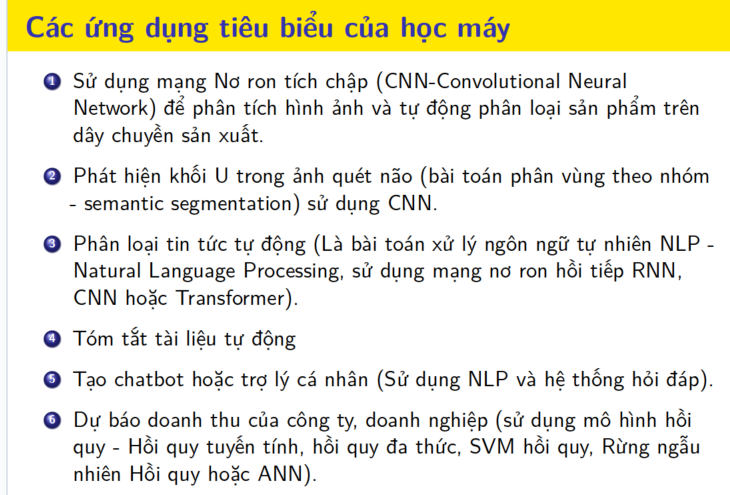 Các ứng dụng tiêu biểu của học máy
1 Sử dụng mạng Nơ ron tích chập (CNN-Convolutional Neural
Network) để phân tích hình ảnh và tự động phân loại sản phẩm trên
dây chuyền sản xuất.
2 Phát hiện khối U trong ảnh quét não (bài toán phân vùng theo nhóm
- semantic segmentation) sử dụng CNN.
3 Phân loại tin tức tự động (Là bài toán xử lý ngôn ngữ tự nhiên NLP -
Natural Language Processing, sử dụng mạng nơ ron hồi tiếp RNN,
CNN hoặc Transformer).
4 Tóm tắt tài liệu tự động
5 Tạo chatbot hoặc trợ lý cá nhân (Sử dụng NLP và hệ thống hỏi đáp).
6 Dự báo doanh thu của công ty, doanh nghiệp (sử dụng mô hình hồi
quy - Hồi quy tuyến tính, hồi quy đa thức, SVM hồi quy, Rừng ngẫu
nhiên Hồi quy hoặc ANN).